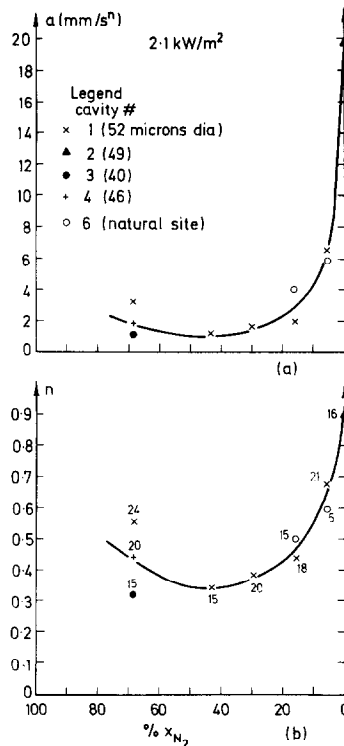 a (mm/sⁿ)
2·1 kW/m²
20
18
16
14
12
10
8
6
4
2
0
Legend
cavity #
× 1 (52 microns dia)
▲ 2 (49)
● 3 (40)
+ 4 (46)
○ 6 (natural site)
(a)
n
0.9
0.8
0.7
0.6
0.5
0.4
0.3
0.2
0.1
0
16
24
21
20
15
5
15
18
20
15
100 80 60 40 20 0
% x_N₂
(b)